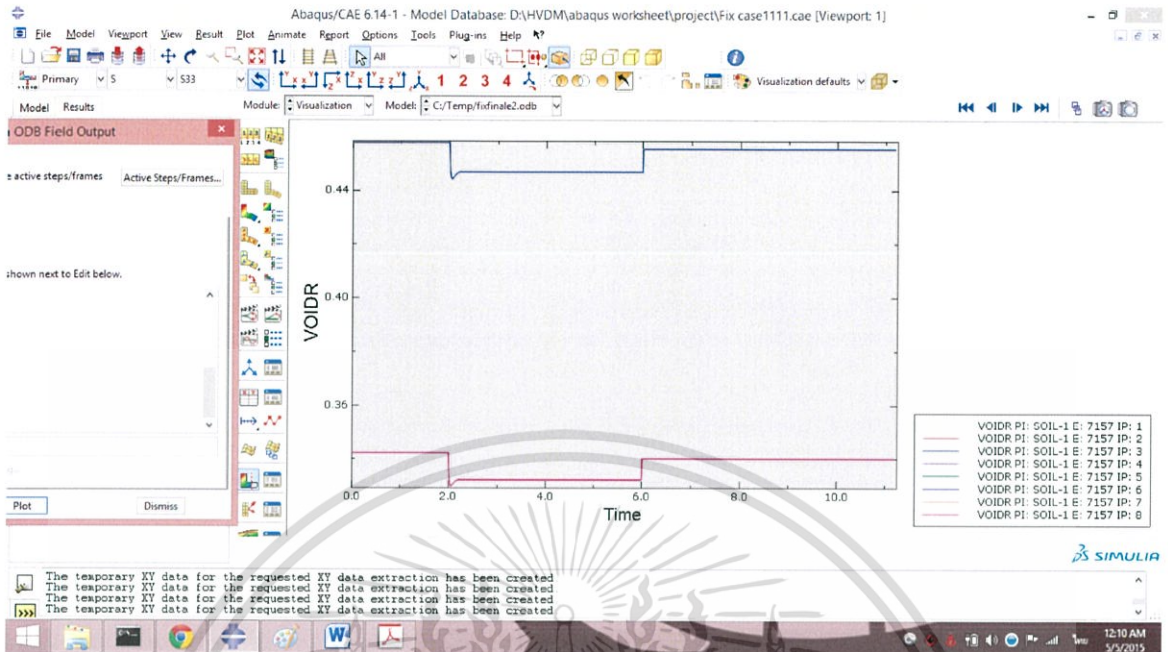 Abaqus/CAE 6.14-1 - Model Database: D:\HVDM\abaqus worksheet\project\Fix case1111.cae [Viewport: 1]
File Model Viewport View Result Plot Animate Report Options Tools Plug-ins Help
All
Primary S S33 1 2 3 4 Visualization defaults
Model Results Module: Visualization Model: C:/Temp/fixfinale2.odb
ODB Field Output
e active steps/frames Active Steps/Frames...
shown next to Edit below.
Plot Dismiss
VOIDR
0.44
0.40
0.36
0.0 2.0 4.0 6.0 8.0 10.0
Time
VOIDR PI: SOIL-1 E: 7157 IP: 1
VOIDR PI: SOIL-1 E: 7157 IP: 2
VOIDR PI: SOIL-1 E: 7157 IP: 3
VOIDR PI: SOIL-1 E: 7157 IP: 4
VOIDR PI: SOIL-1 E: 7157 IP: 5
VOIDR PI: SOIL-1 E: 7157 IP: 6
VOIDR PI: SOIL-1 E: 7157 IP: 7
VOIDR PI: SOIL-1 E: 7157 IP: 8
SIMULIA
The temporary XY data for the requested XY data extraction has been created
The temporary XY data for the requested XY data extraction has been created
The temporary XY data for the requested XY data extraction has been created
The temporary XY data for the requested XY data extraction has been created
12:10 AM
5/5/2015